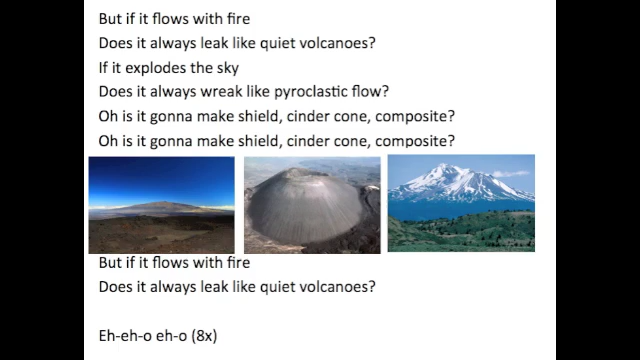 But if it flows with fire
Does it always leak like quiet volcanoes?
If it explodes the sky
Does it always wreak like pyroclastic flow?
Oh is it gonna make shield, cinder cone, composite?
Oh is it gonna make shield, cinder cone, composite?
But if it flows with fire
Does it always leak like quiet volcanoes?
Eh-eh-o eh-o (8x)